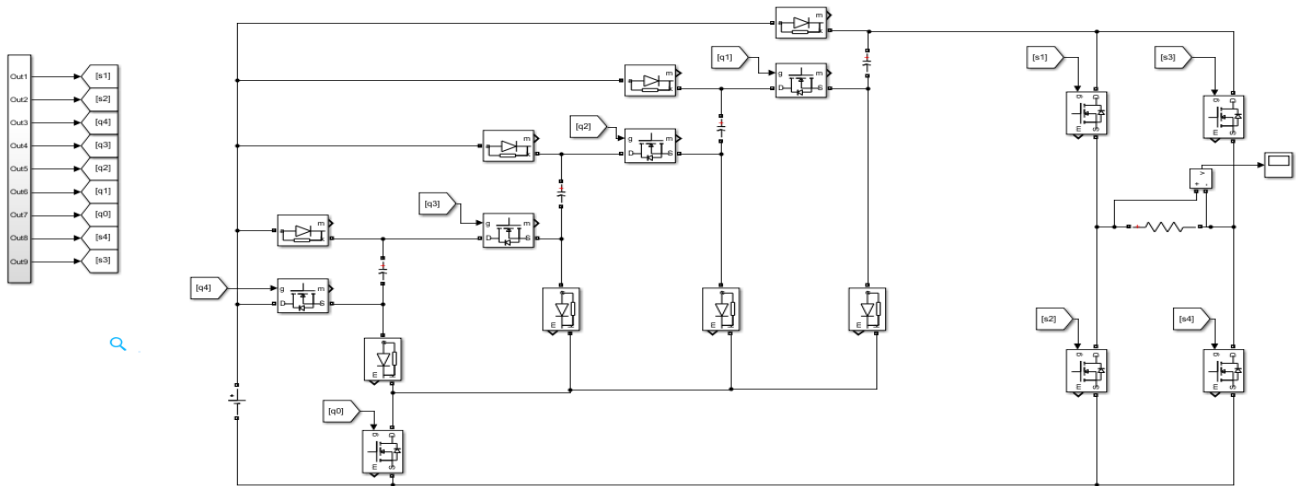 Out1 [s1]
Out2 [s2]
Out3 [q4]
Out4 [q3]
Out5 [q2]
Out6 [q1]
Out7 [q0]
Out8 [s4]
Out9 [s3]
m
[q1] g m
D S
m
[q2] g m
D S
m
[q3] g m
D S
m
[q4] g m
D S
[q0] g D
E S
[s1] g D
E S
[s3] g D
E S
v
+ -
[s2] g D
E S
[s4] g D
E S